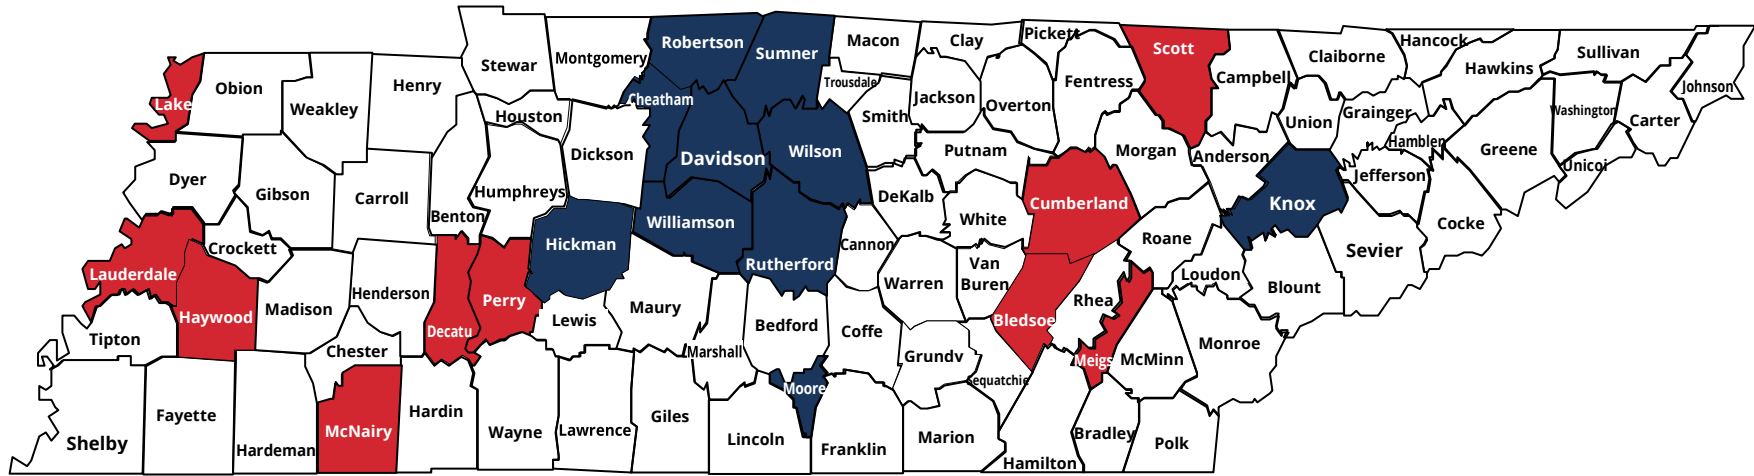 Lake
Obion
Weakley
Henry
Stewar
Montgomery
Robertson
Sumner
Macon
Clay
Pickett
Fentress
Scott
Campbell
Claiborne
Hancock
Hawkins
Sullivan
Johnson
Cheatham
Trousdale
Houston
Smith
Jackson
Overton
Union
Grainger
Hamblen
Washington
Carter
Greene
Unicoi
Dyer
Gibson
Carroll
Benton
Humphreys
Dickson
Davidson
Wilson
Putnam
Morgan
Anderson
Knox
Jefferson
Cocke
Sevier
Crockett
Lauderdale
Haywood
Madison
Henderson
Decatu
Perry
Hickman
Williamson
Rutherford
Cannon
DeKalb
White
Cumberland
Roane
Loudon
Blount
Warren
Van
Buren
Bledsoe
Rhea
Meigs
McMinn
Monroe
Tipton
Chester
Lewis
Maury
Marshall
Bedford
Coffe
Grundv
Sequatchie
Shelby
Fayette
Hardeman
McNairy
Hardin
Wayne
Lawrence
Giles
Lincoln
Moore
Franklin
Marion
Hamilton
Bradley
Polk